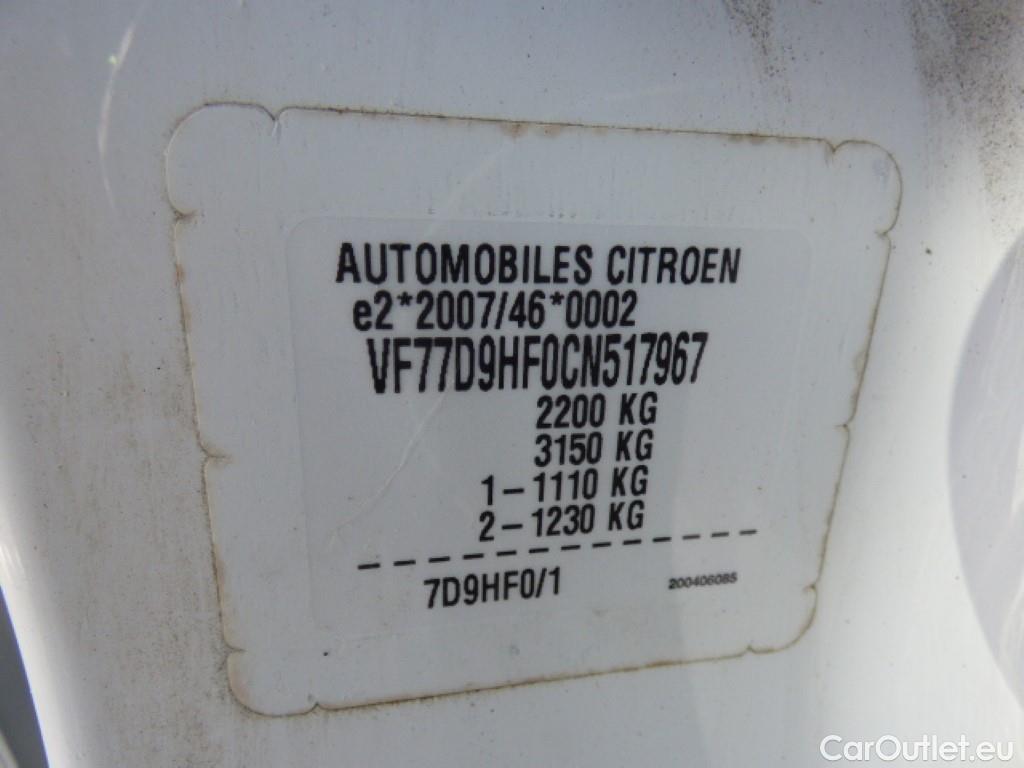 AUTOMOBILES CITROEN
e2*2007/46*0002
VF77D9HF0CN517967
2200 KG
3150 KG
1-1110 KG
2-1230 KG
7D9HF0/1
20040608S
CarOutlet.eu